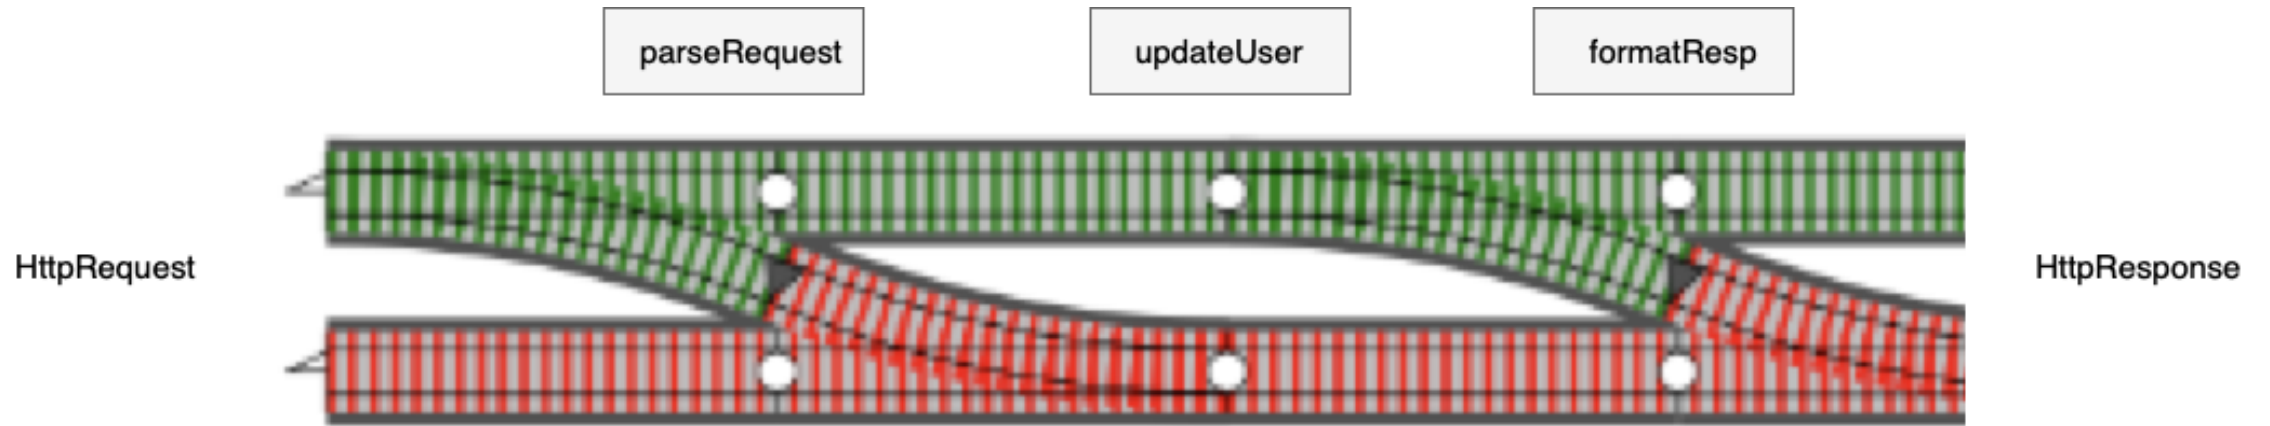 parseRequest
updateUser
formatResp
HttpRequest
HttpResponse